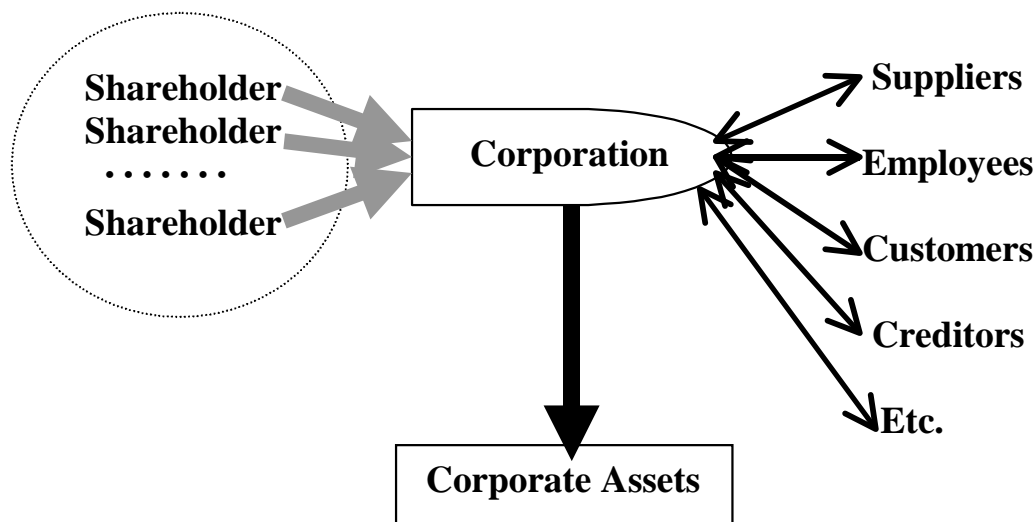 Shareholder
Shareholder
. . . . . . .
Shareholder
Corporation
Suppliers
Employees
Customers
Creditors
Etc.
Corporate Assets